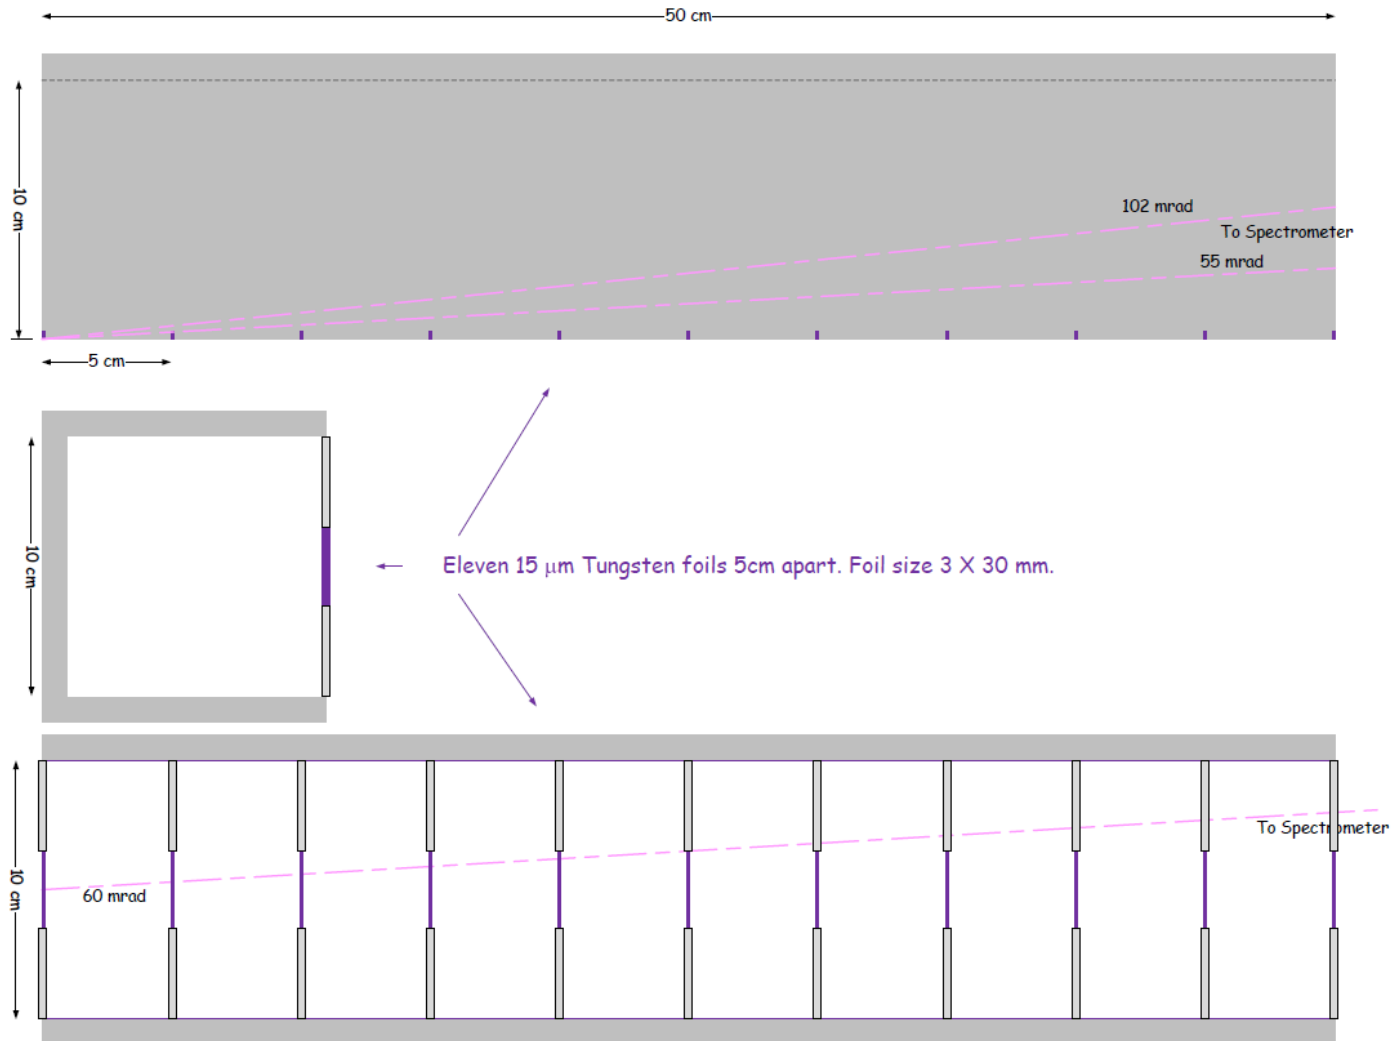 50 cm
10 cm
102 mrad
To Spectrometer
55 mrad
5 cm
10 cm
Eleven 15 μm Tungsten foils 5cm apart. Foil size 3 X 30 mm.
To Spectrometer
10 cm
60 mrad